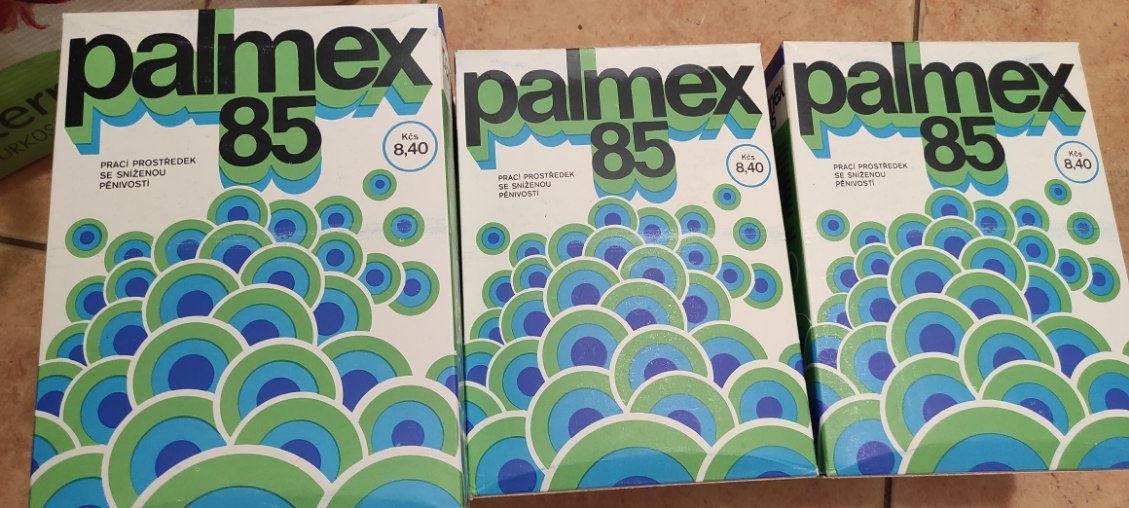 palmex
85
Kčs
8,40
PRACÍ PROSTŘEDEK
SE SNÍŽENOU
PĚNIVOSTÍ
palmex
85
Kčs
8,40
PRACÍ PROSTŘEDEK
SE SNÍŽENOU
PĚNIVOSTÍ
palmex
85
Kčs
8,40
PRACÍ PROSTŘEDEK
SE SNÍŽENOU
PĚNIVOSTÍ